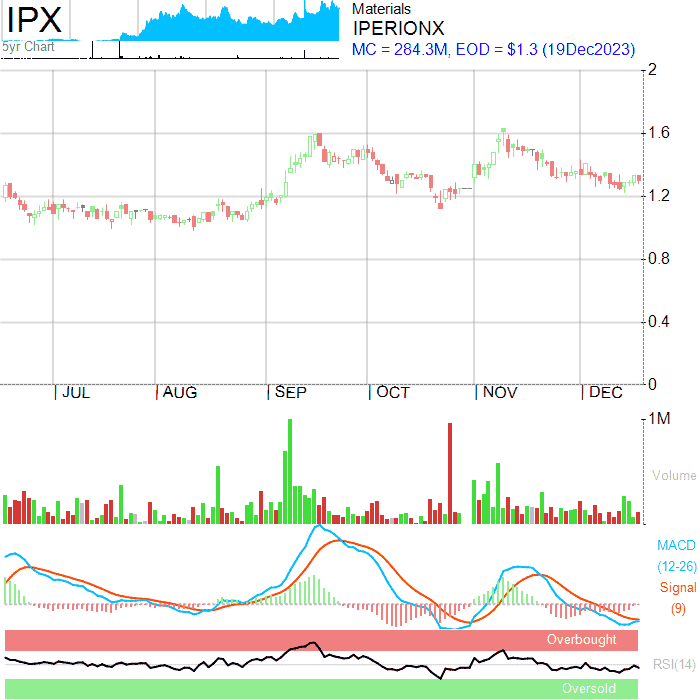 IPX
5yr Chart
Materials
IPERIONX
MC = 284.3M, EOD = $1.3 (19Dec2023)
2
1.6
1.2
0.8
0.4
0
JUL AUG SEP OCT NOV DEC
1M
Volume
MACD
(12-26)
Signal
(9)
Overbought
RSI(14)
Oversold